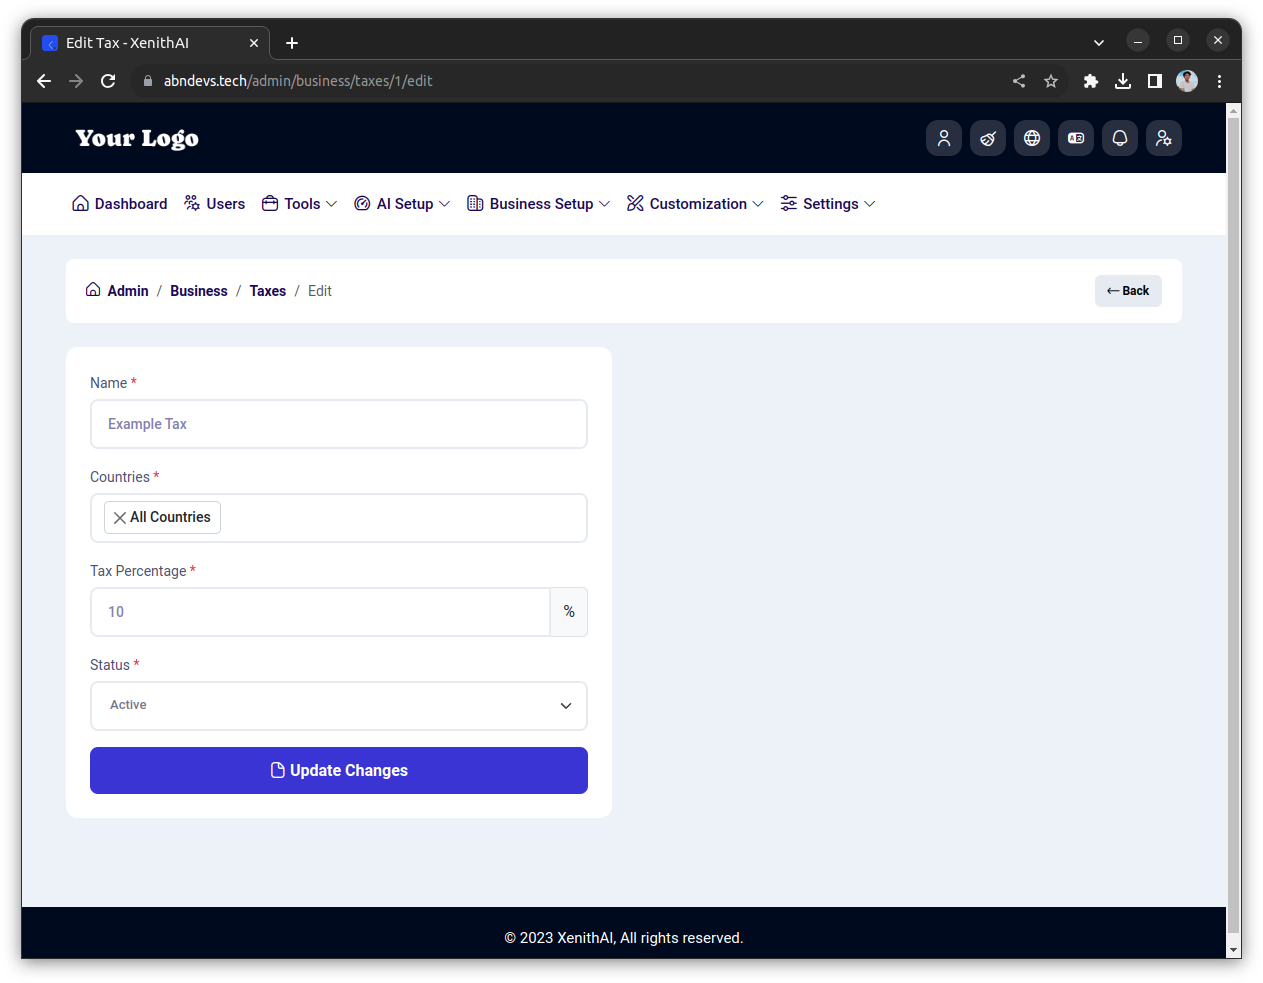 Edit Tax - XenithAI
abndevs.tech/admin/business/taxes/1/edit
Your Logo
Dashboard Users Tools AI Setup Business Setup Customization Settings
Admin / Business / Taxes / Edit
Back
Name *
Example Tax
Countries *
All Countries
Tax Percentage *
10 %
Status *
Active
Update Changes
© 2023 XenithAI, All rights reserved.